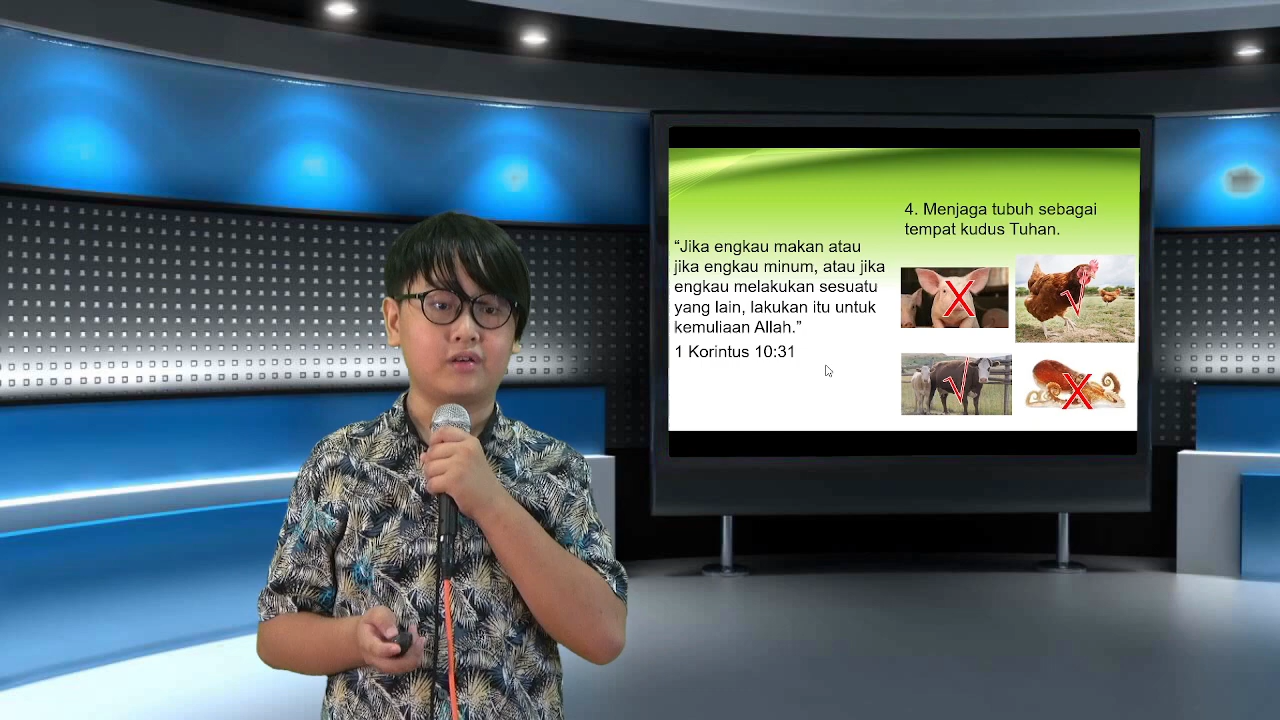 “Jika engkau makan atau
jika engkau minum, atau jika
engkau melakukan sesuatu
yang lain, lakukan itu untuk
kemuliaan Allah.”
1 Korintus 10:31
4. Menjaga tubuh sebagai
tempat kudus Tuhan.
X
√
√
X